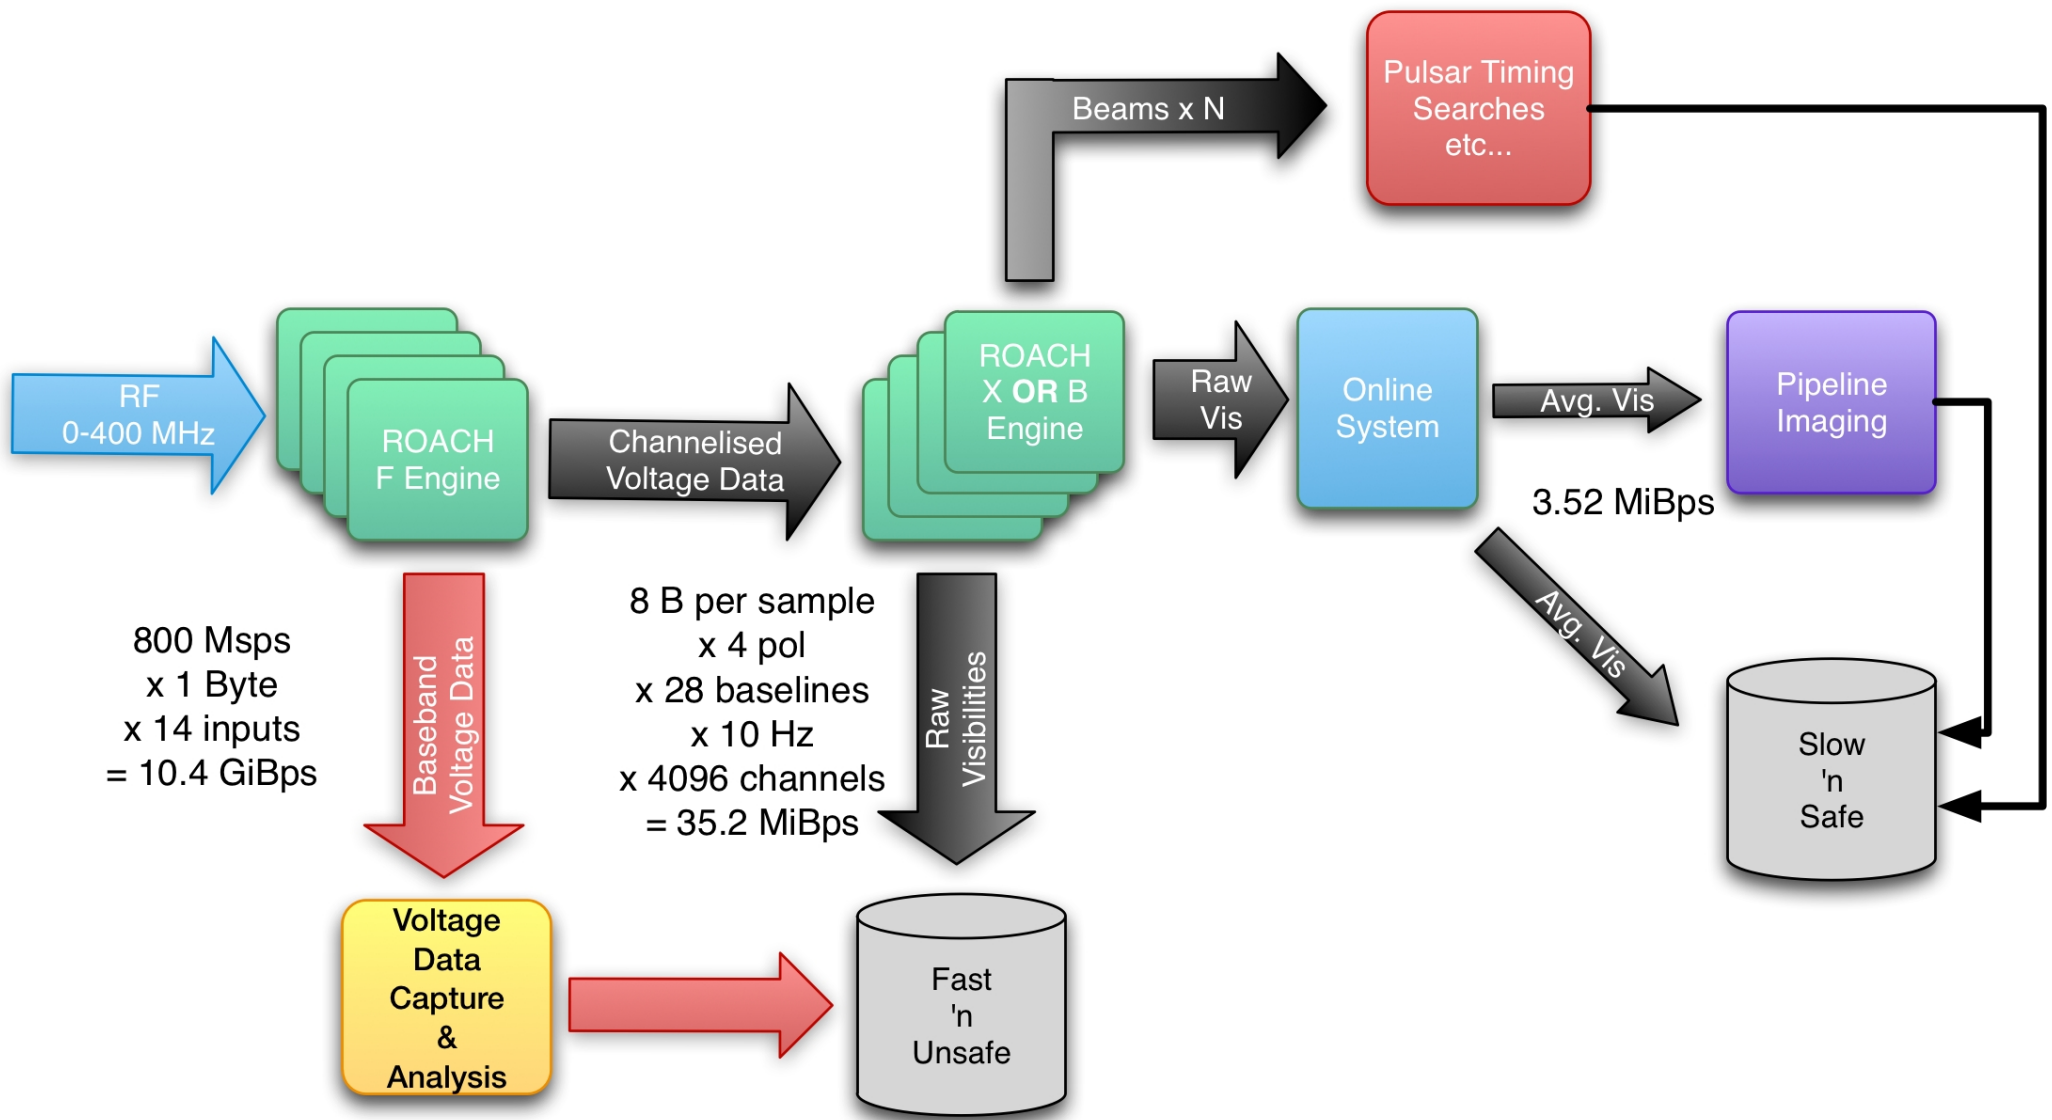 Pulsar Timing
Searches
etc...
Beams x N
RF
0-400 MHz
ROACH
F Engine
Channelised
Voltage Data
ROACH
X OR B
Engine
Raw
Vis
Online
System
Avg. Vis
Pipeline
Imaging
3.52 MiBps
Avg. Vis
800 Msps
x 1 Byte
x 14 inputs
= 10.4 GiBps
Baseband
Voltage Data
8 B per sample
x 4 pol
x 28 baselines
x 10 Hz
x 4096 channels
= 35.2 MiBps
Raw
Visibilities
Slow
'n
Safe
Voltage
Data
Capture
&
Analysis
Fast
'n
Unsafe